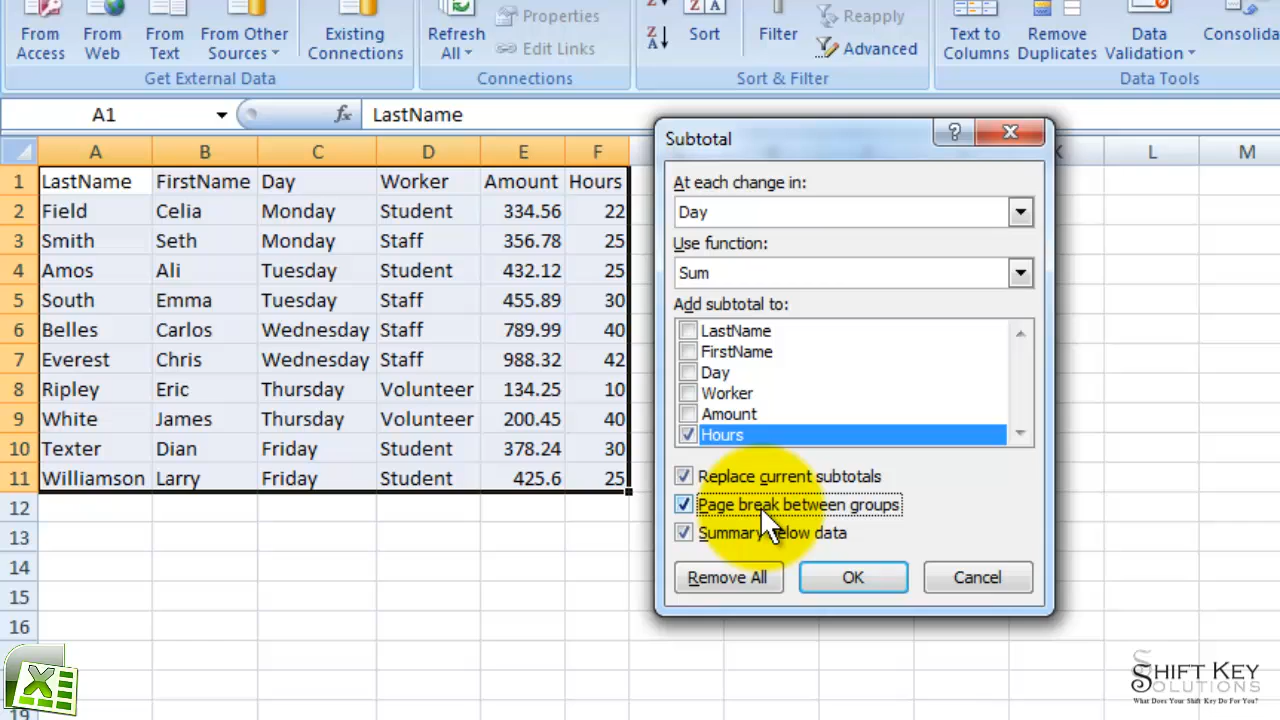 From Access
From Web
From Text
From Other Sources
Existing Connections
Refresh All
Properties
Edit Links
Sort
Filter
Reapply
Advanced
Text to Columns
Remove Duplicates
Data Validation
Consolida
Get External Data
Connections
Sort & Filter
Data Tools
A1 fx LastName
A B C D E F K L M
1 LastName FirstName Day Worker Amount Hours
2 Field Celia Monday Student 334.56 22
3 Smith Seth Monday Staff 356.78 25
4 Amos Ali Tuesday Student 432.12 25
5 South Emma Tuesday Staff 455.89 30
6 Belles Carlos Wednesday Staff 789.99 40
7 Everest Chris Wednesday Staff 988.32 42
8 Ripley Eric Thursday Volunteer 134.25 10
9 White James Thursday Volunteer 200.45 40
10 Texter Dian Friday Student 378.24 30
11 Williamson Larry Friday Student 425.6 25
12
13
14
15
16
19
Subtotal
At each change in:
Day
Use function:
Sum
Add subtotal to:
LastName
FirstName
Day
Worker
Amount
Hours
Replace current subtotals
Page break between groups
Summary below data
Remove All OK Cancel
Shift Key
Solutions
What Does Your Shift Key Do For You?